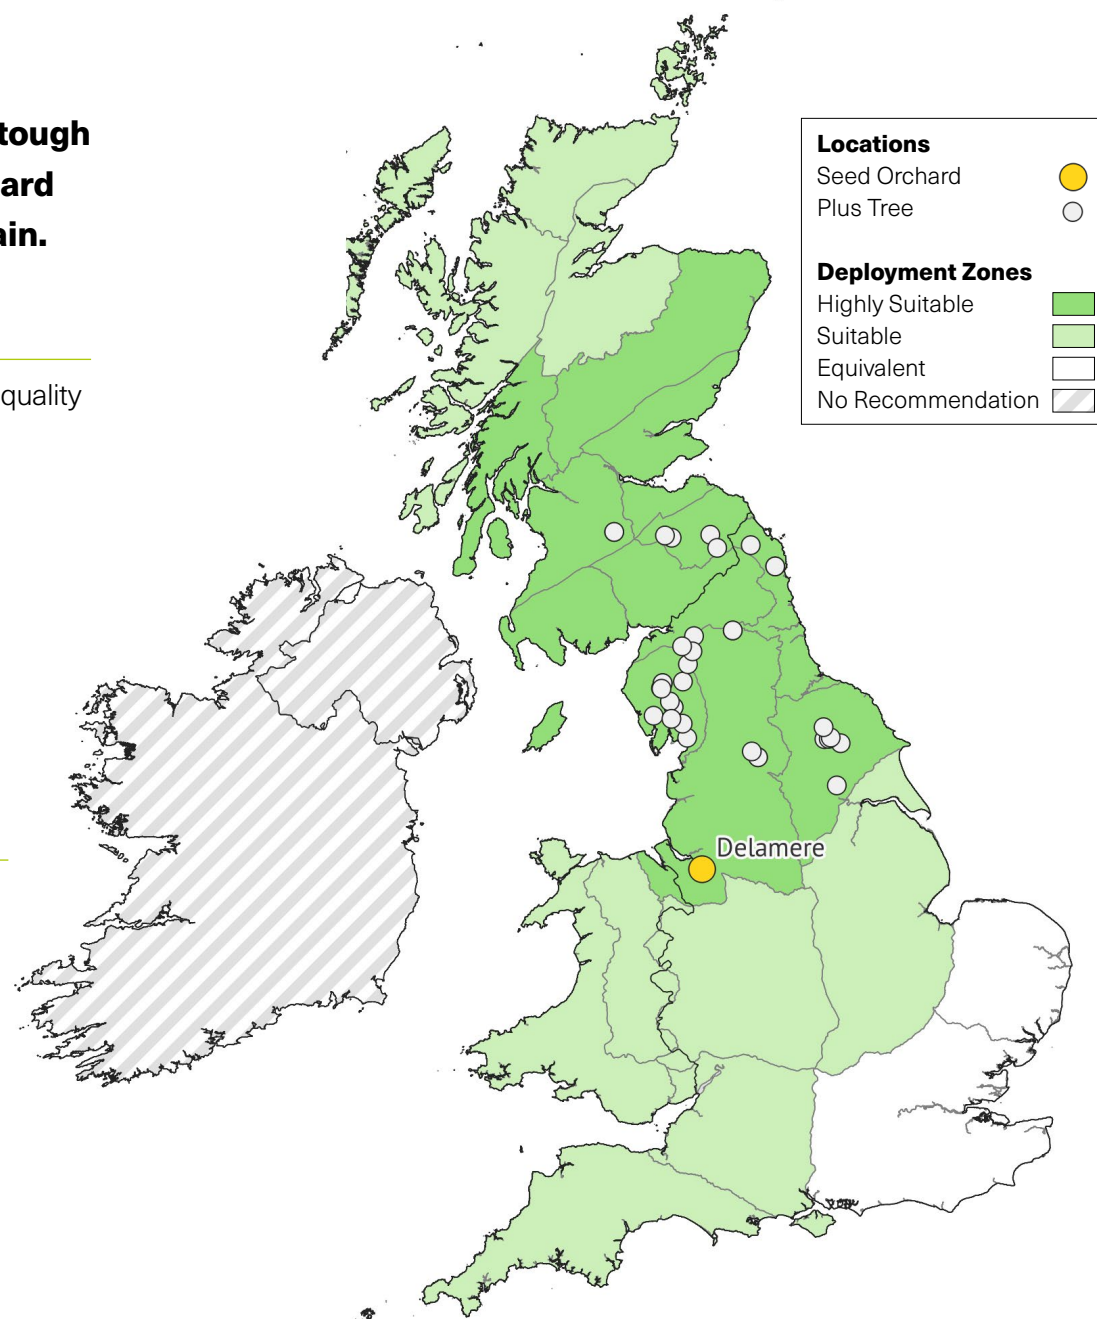 tough
ard
ain.
quality
Locations
Seed Orchard
Plus Tree
Deployment Zones
Highly Suitable
Suitable
Equivalent
No Recommendation
Delamere